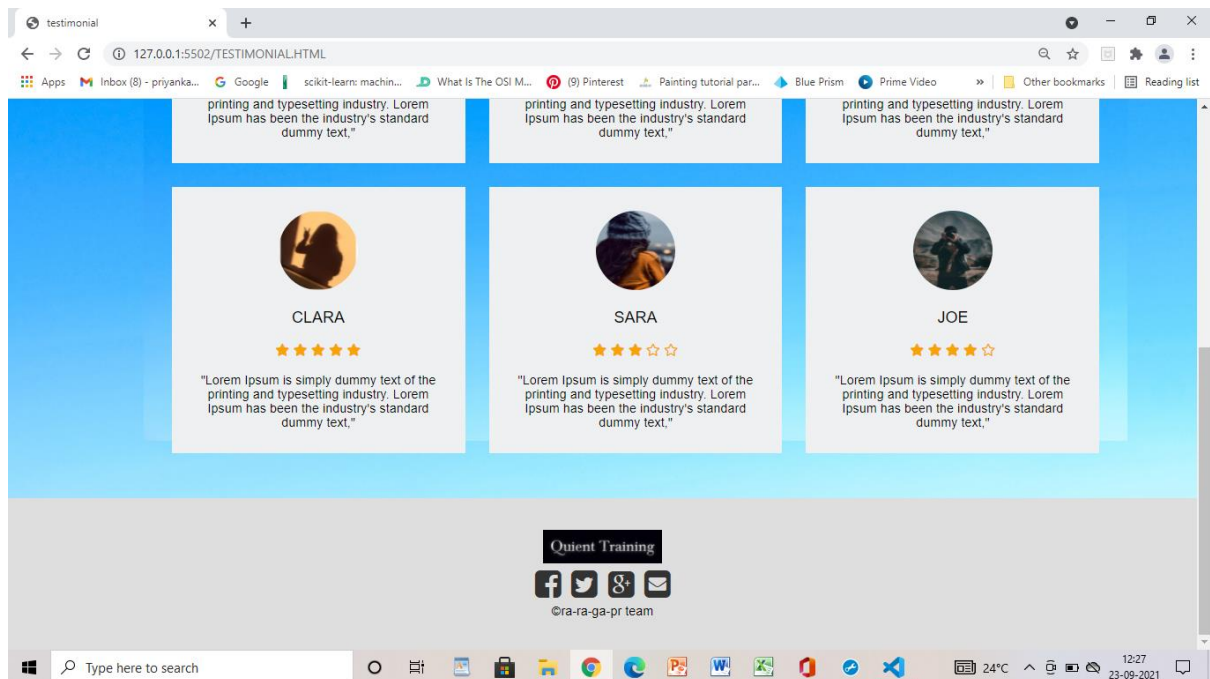 testimonial
127.0.0.1:5502/TESTIMONIAL.HTML
Apps Inbox (8) - priyanka... Google scikit-learn: machin... What Is The OSI M... (9) Pinterest Painting tutorial par... Blue Prism Prime Video » Other bookmarks Reading list
printing and typesetting industry. Lorem
Ipsum has been the industry's standard
dummy text,"
printing and typesetting industry. Lorem
Ipsum has been the industry's standard
dummy text,"
printing and typesetting industry. Lorem
Ipsum has been the industry's standard
dummy text,"
CLARA
"Lorem Ipsum is simply dummy text of the
printing and typesetting industry. Lorem
Ipsum has been the industry's standard
dummy text,"
SARA
"Lorem Ipsum is simply dummy text of the
printing and typesetting industry. Lorem
Ipsum has been the industry's standard
dummy text,"
JOE
"Lorem Ipsum is simply dummy text of the
printing and typesetting industry. Lorem
Ipsum has been the industry's standard
dummy text,"
Quient Training
©ra-ra-ga-pr team
Type here to search
24°C
12:27
23-09-2021